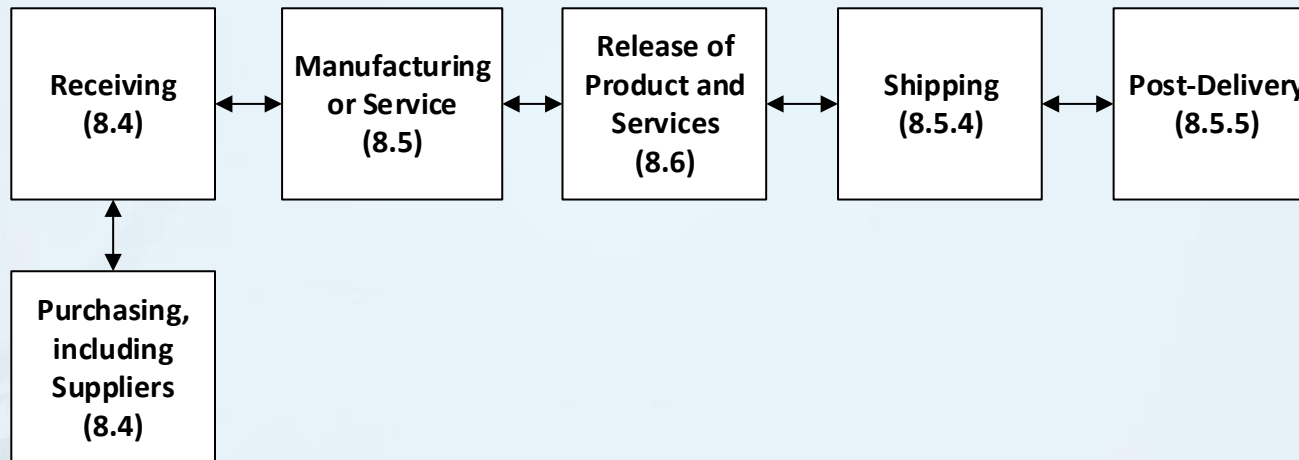 Receiving
(8.4)
Manufacturing
or Service
(8.5)
Release of
Product and
Services
(8.6)
Shipping
(8.5.4)
Post-Delivery
(8.5.5)
Purchasing,
including
Suppliers
(8.4)